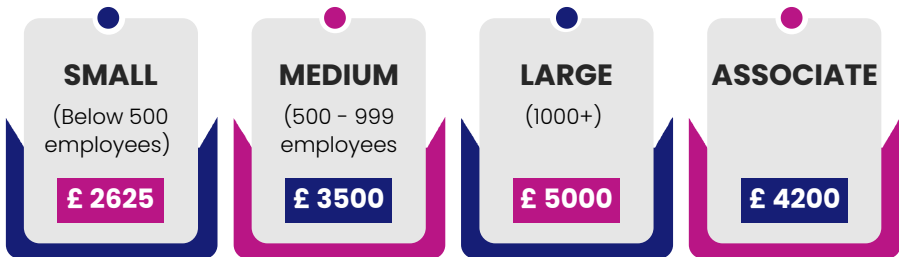 SMALL
(Below 500
employees)
£ 2625
MEDIUM
(500 - 999
employees
£ 3500
LARGE
(1000+)
£ 5000
ASSOCIATE
£ 4200